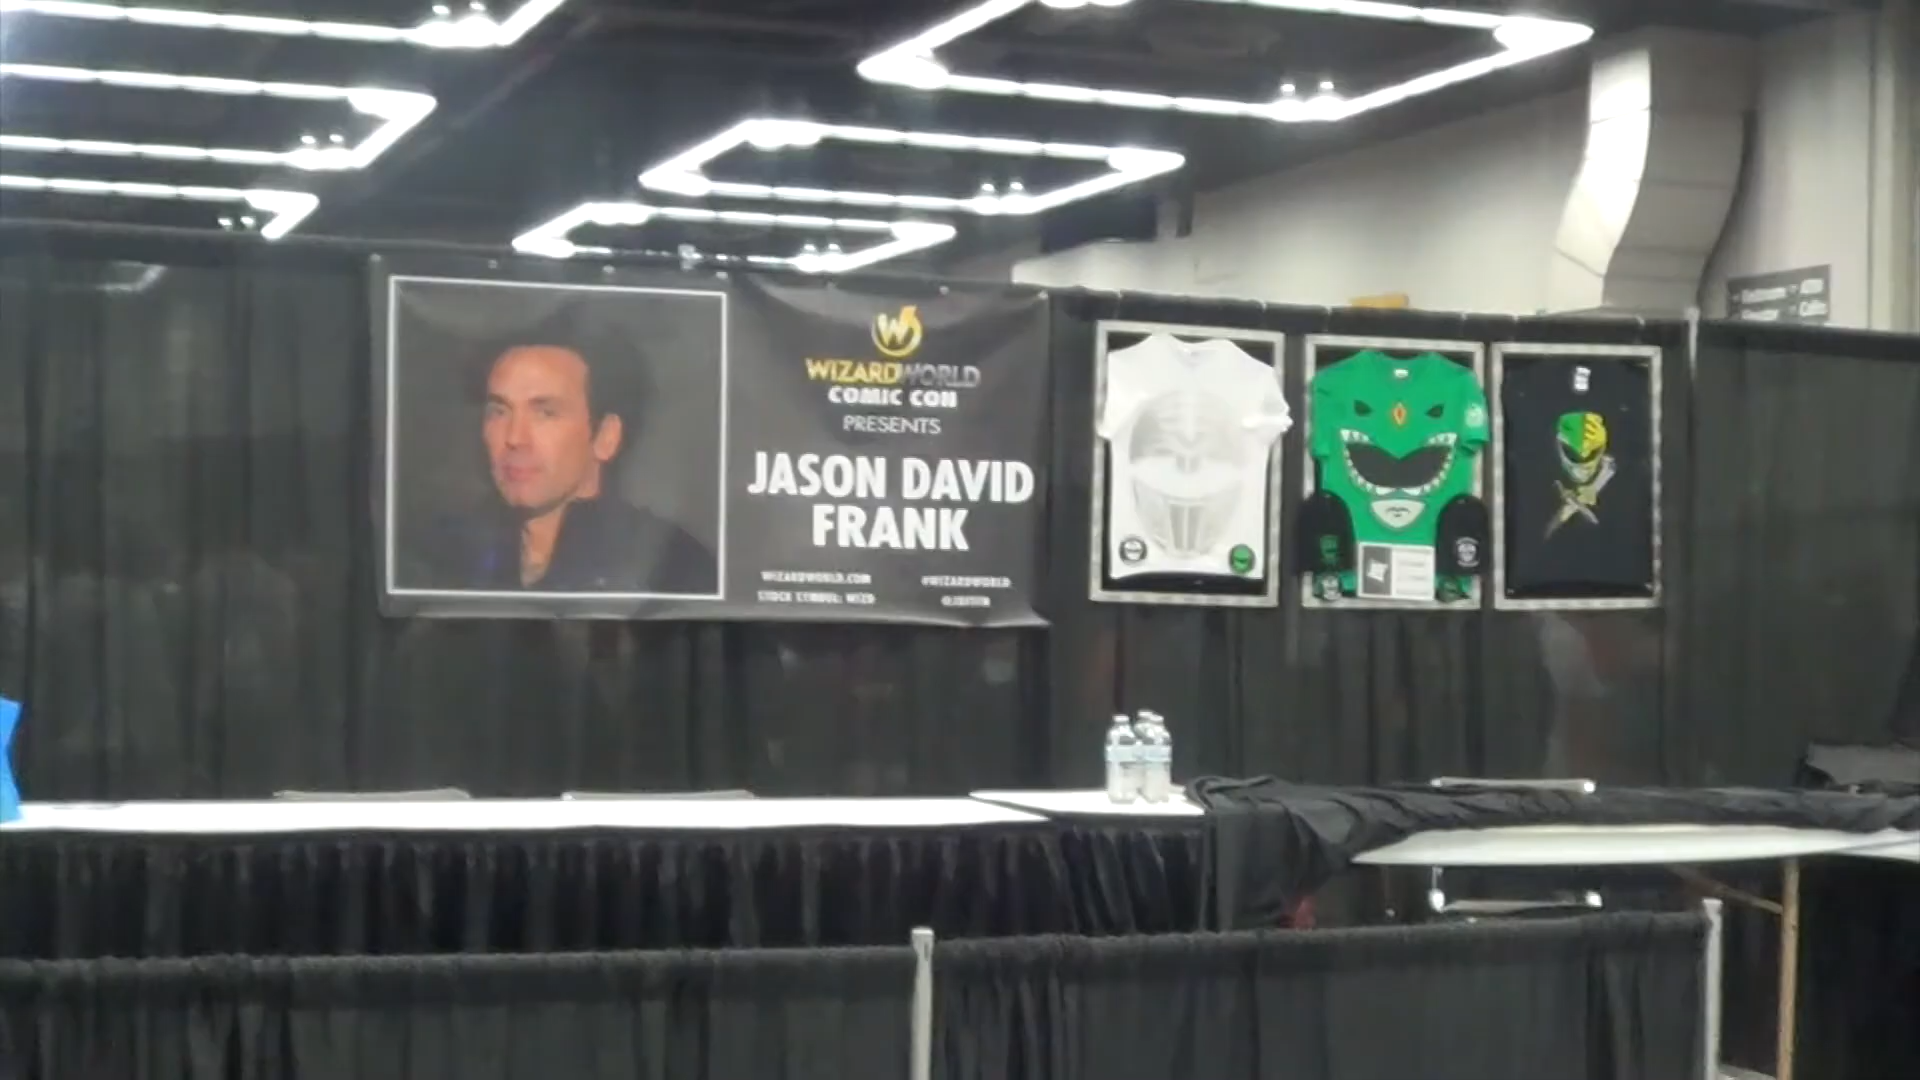 WIZARDWORLD
COMIC CON
PRESENTS
JASON DAVID
FRANK
WIZARDWORLD.COM
#WIZARDWORLD
STOCK SYMBOL: WIZD